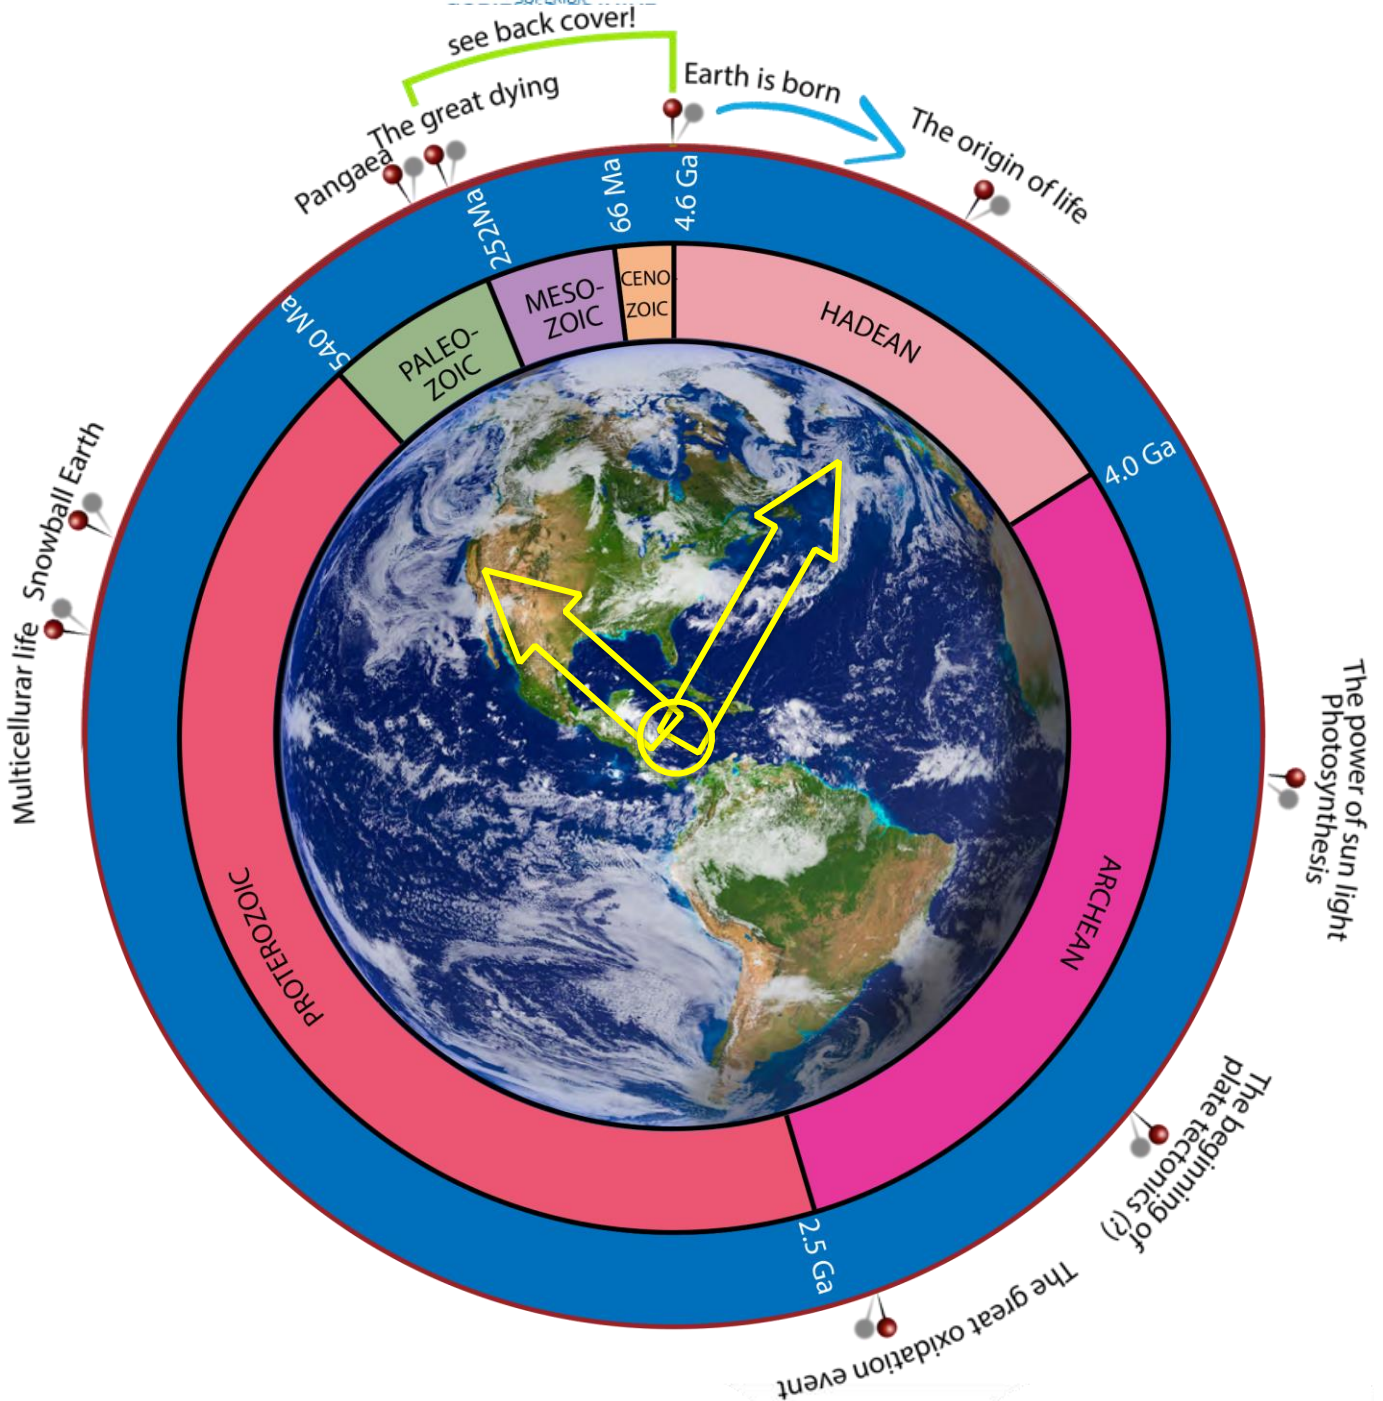 see back cover!
Earth is born
The great dying
Pangaea
The origin of life
252Ma
66 Ma
4.6 Ga
540 Ma
MESO-
ZOIC
CENO
ZOIC
HADEAN
PALEO-
ZOIC
4.0 Ga
Snowball Earth
Multicellurar life
The power of sun light
Photosynthesis
PROTEROZOIC
ARCHEAN
The beginning of
plate tectonics (?)
2.5 Ga
The great oxidation event